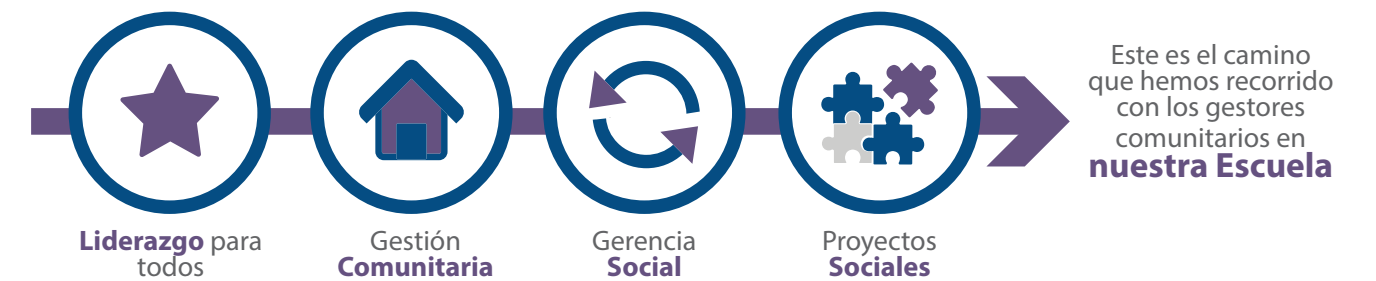 Liderazgo para
todos
Gestión
Comunitaria
Gerencia
Social
Proyectos
Sociales
Este es el camino
que hemos recorrido
con los gestores
comunitarios en
nuestra Escuela